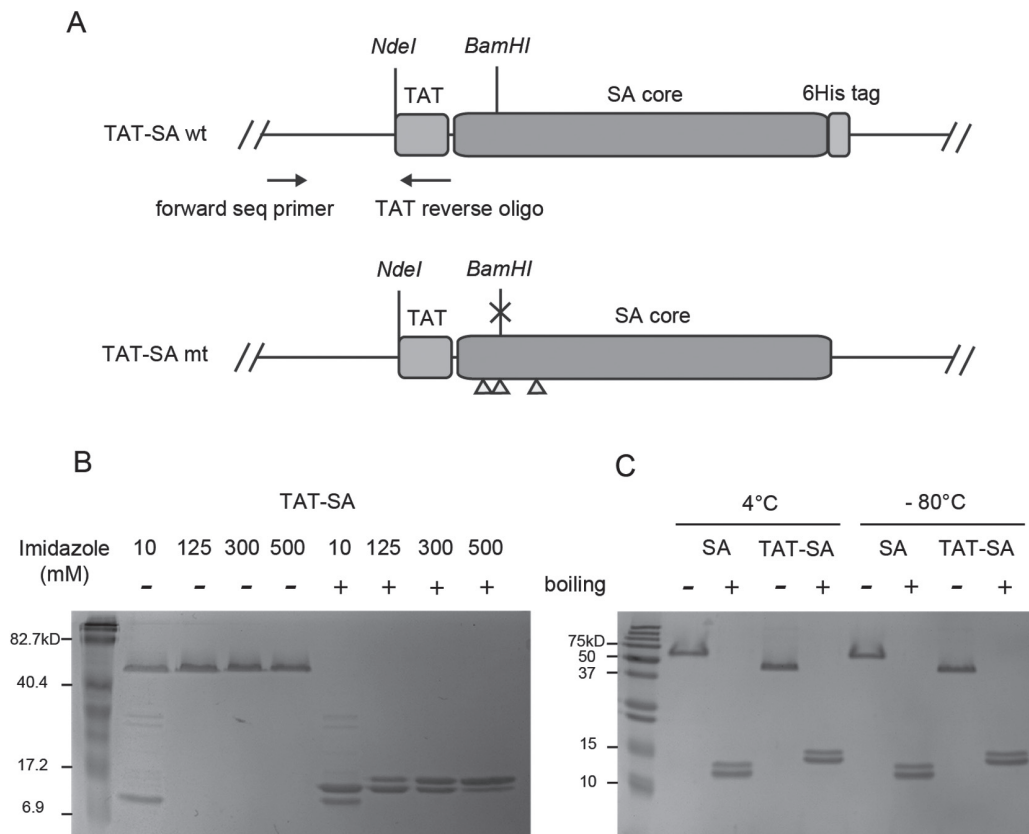 A
NdeI BamHI
TAT SA core 6His tag
TAT-SA wt
forward seq primer TAT reverse oligo
NdeI BamHI
TAT SA core
TAT-SA mt
B
TAT-SA
Imidazole 10 125 300 500 10 125 300 500
(mM) - - - - + + + +
82.7kD
40.4
17.2
6.9
C
4°C - 80°C
SA TAT-SA SA TAT-SA
boiling - + - + - + - +
75kD
50
37
15
10